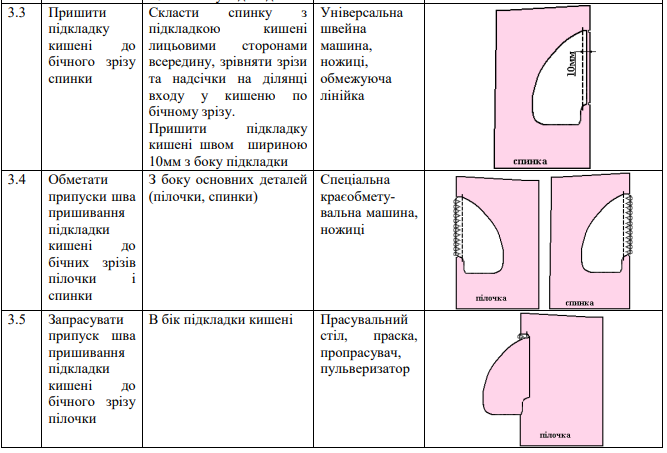 3.3
Пришити
підкладку
кишені до
бічного зрізу
спинки
Скласти спинку з
підкладкою кишені
лицьовими сторонами
всередину, зрівняти зрізи
та надсічки на ділянці
входу у кишеню по
бічному зрізу.
Пришити підкладку
кишені швом шириною
10мм з боку підкладки
Універсальна
швейна
машина,
ножиці,
обмежуюча
лінійка
10мм
спинка
3.4
Обметати
припуски шва
пришивання
підкладки
кишені до
бічних зрізів
пілочки і
спинки
З боку основних деталей
(пілочки, спинки)
Спеціальна
краєобмету-
вальна машина,
ножиці
пілочка
спинка
3.5
Запрасувати
припуск шва
пришивання
підкладки
кишені до
бічного зрізу
пілочки
В бік підкладки кишені
Прасувальний
стіл, праска,
пропрасувач,
пульверизатор
пілочка